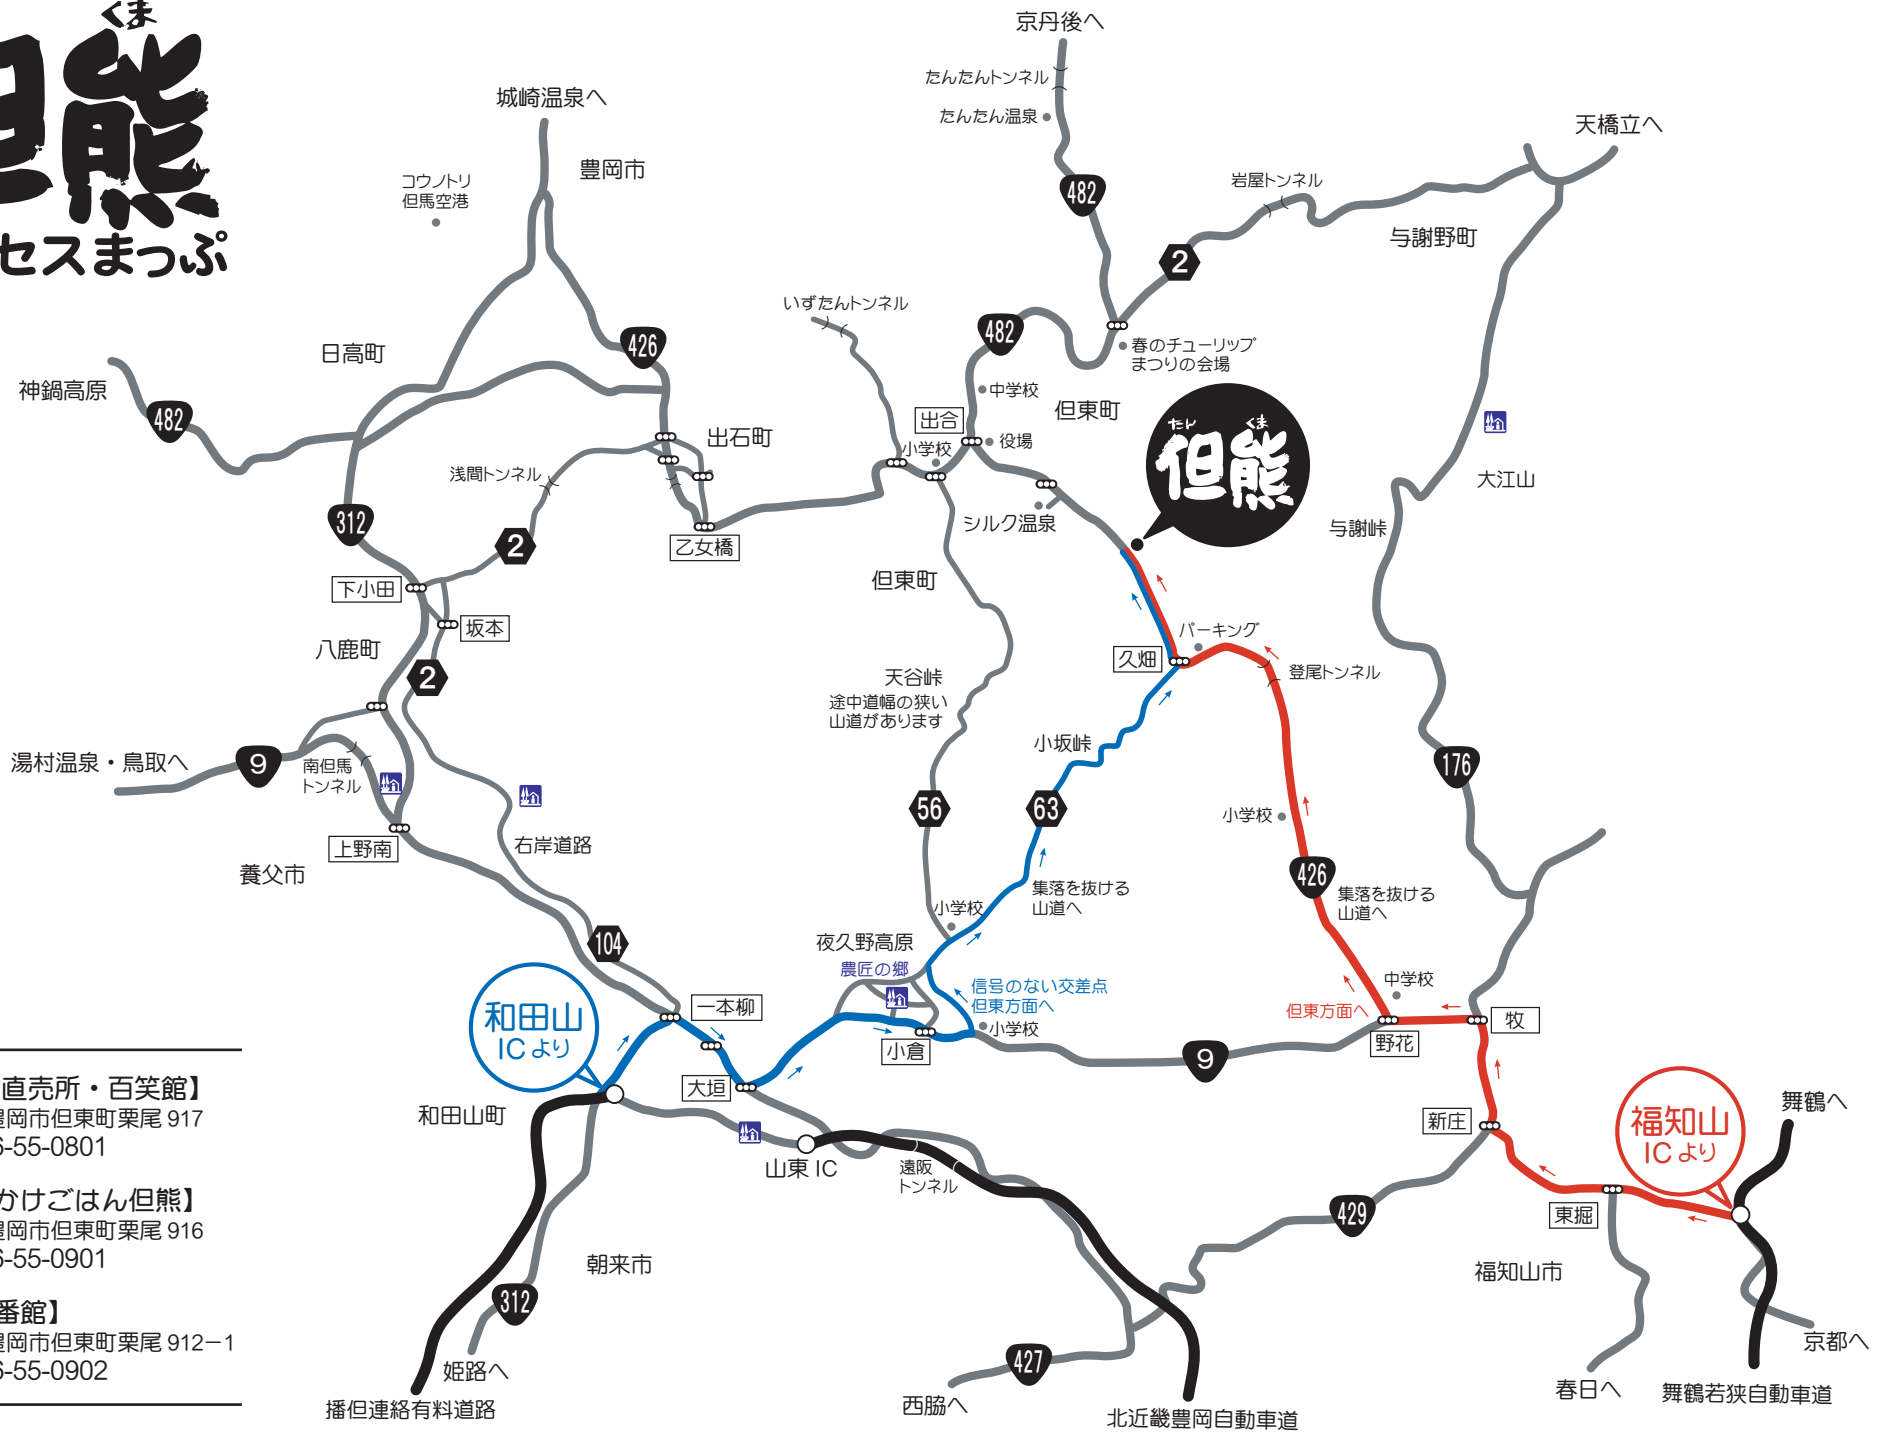 くま
但熊
セスまっぷ
京丹後へ
たんたんトンネル
たんたん温泉
城崎温泉へ
豊岡市
コウノトリ
但馬空港
天橋立へ
岩屋トンネル
482
与謝野町
2
いずたんトンネル
482
426
春のチューリップ
まつりの会場
日高町
神鍋高原
482
中学校
但東町
出合
役場
小学校
たん くま
但熊
出石町
浅間トンネル
大江山
312
シルク温泉
与謝峠
2
乙女橋
下小田
但東町
坂本
八鹿町
パーキング
久畑
登尾トンネル
2
天谷峠
途中道幅の狭い
山道があります
小坂峠
湯村温泉・鳥取へ
9
南但馬
トンネル
176
56
63
小学校
右岸道路
上野南
養父市
426
集落を抜ける
山道へ
集落を抜ける
山道へ
小学校
104
夜久野高原
農匠の郷
信号のない交差点
但東方面へ
中学校
但東方面へ
和田山
ICより
一本柳
小学校
小倉
野花
牧
9
大垣
和田山町
新庄
福知山
ICより
舞鶴へ
山東 IC
遠阪
トンネル
429
東堀
朝来市
福知山市
312
427
姫路へ
西脇へ
春日へ
京都へ
播但連絡有料道路
北近畿豊岡自動車道
舞鶴若狭自動車道
直売所・百笑館】
豊岡市但東町栗尾 917
6-55-0801
かけごはん但熊】
豊岡市但東町栗尾 916
6-55-0901
番館】
豊岡市但東町栗尾 912−1
6-55-0902